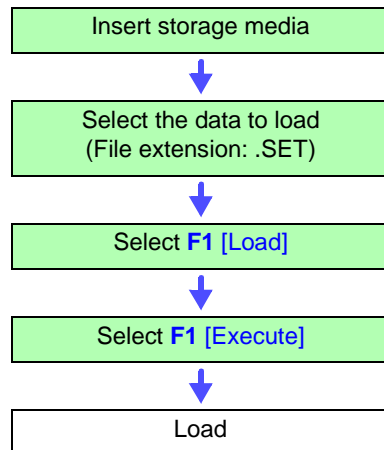 Insert storage media
Select the data to load
(File extension: .SET)
Select F1 [Load]
Select F1 [Execute]
Load